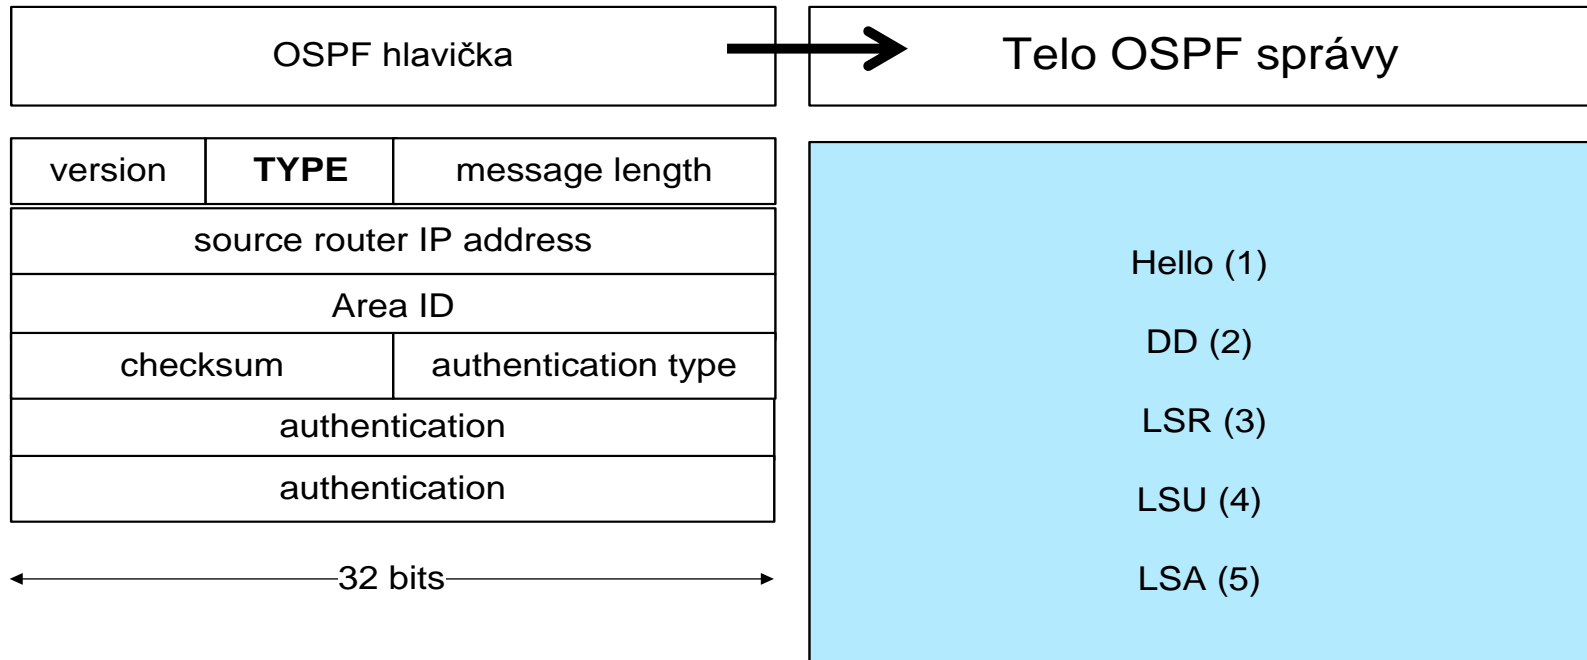 OSPF hlavička
Telo OSPF správy
version TYPE message length
source router IP address
Area ID
checksum authentication type
authentication
authentication
32 bits
Hello (1)
DD (2)
LSR (3)
LSU (4)
LSA (5)